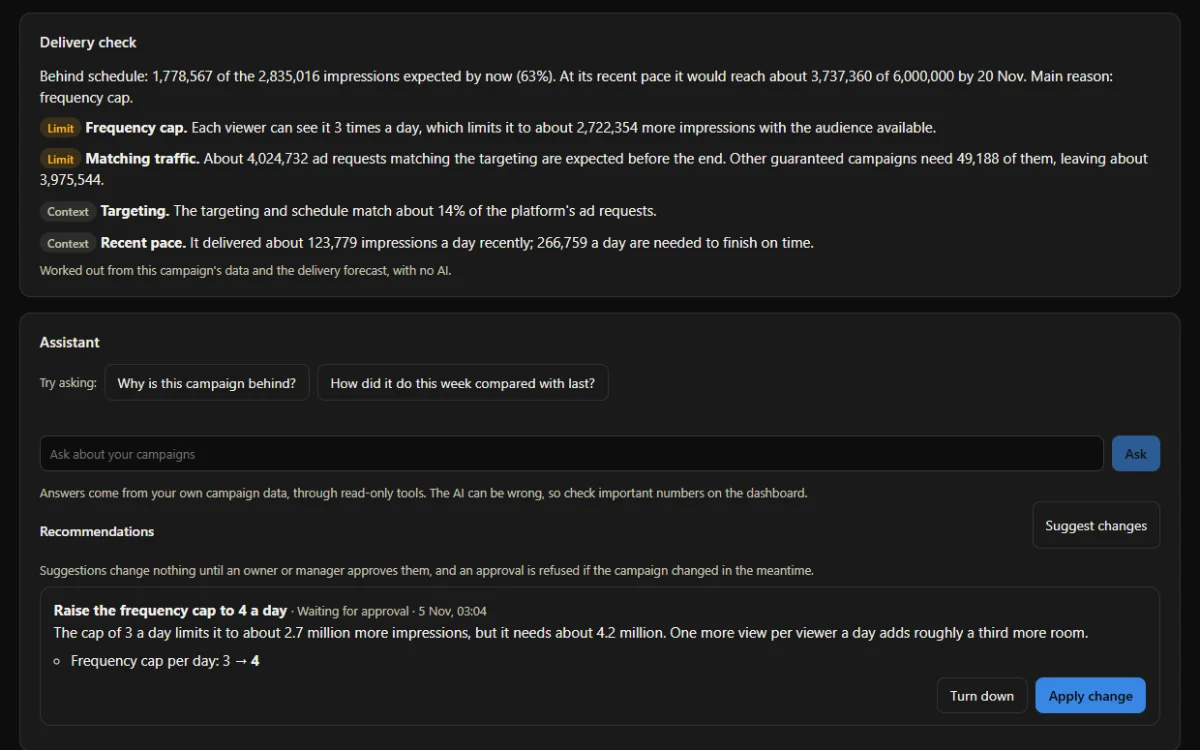 Delivery check
Behind schedule: 1,778,567 of the 2,835,016 impressions expected by now (63%). At its recent pace it would reach about 3,737,360 of 6,000,000 by 20 Nov. Main reason:
frequency cap.
Limit Frequency cap. Each viewer can see it 3 times a day, which limits it to about 2,722,354 more impressions with the audience available.
Limit Matching traffic. About 4,024,732 ad requests matching the targeting are expected before the end. Other guaranteed campaigns need 49,188 of them, leaving about
3,975,544.
Context Targeting. The targeting and schedule match about 14% of the platform's ad requests.
Context Recent pace. It delivered about 123,779 impressions a day recently; 266,759 a day are needed to finish on time.
Worked out from this campaign's data and the delivery forecast, with no AI.
Assistant
Try asking: Why is this campaign behind? How did it do this week compared with last?
Ask about your campaigns Ask
Answers come from your own campaign data, through read-only tools. The AI can be wrong, so check important numbers on the dashboard.
Recommendations Suggest changes
Suggestions change nothing until an owner or manager approves them, and an approval is refused if the campaign changed in the meantime.
Raise the frequency cap to 4 a day · Waiting for approval · 5 Nov, 03:04
The cap of 3 a day limits it to about 2.7 million more impressions, but it needs about 4.2 million. One more view per viewer a day adds roughly a third more room.
Frequency cap per day: 3 → 4
Turn down Apply change